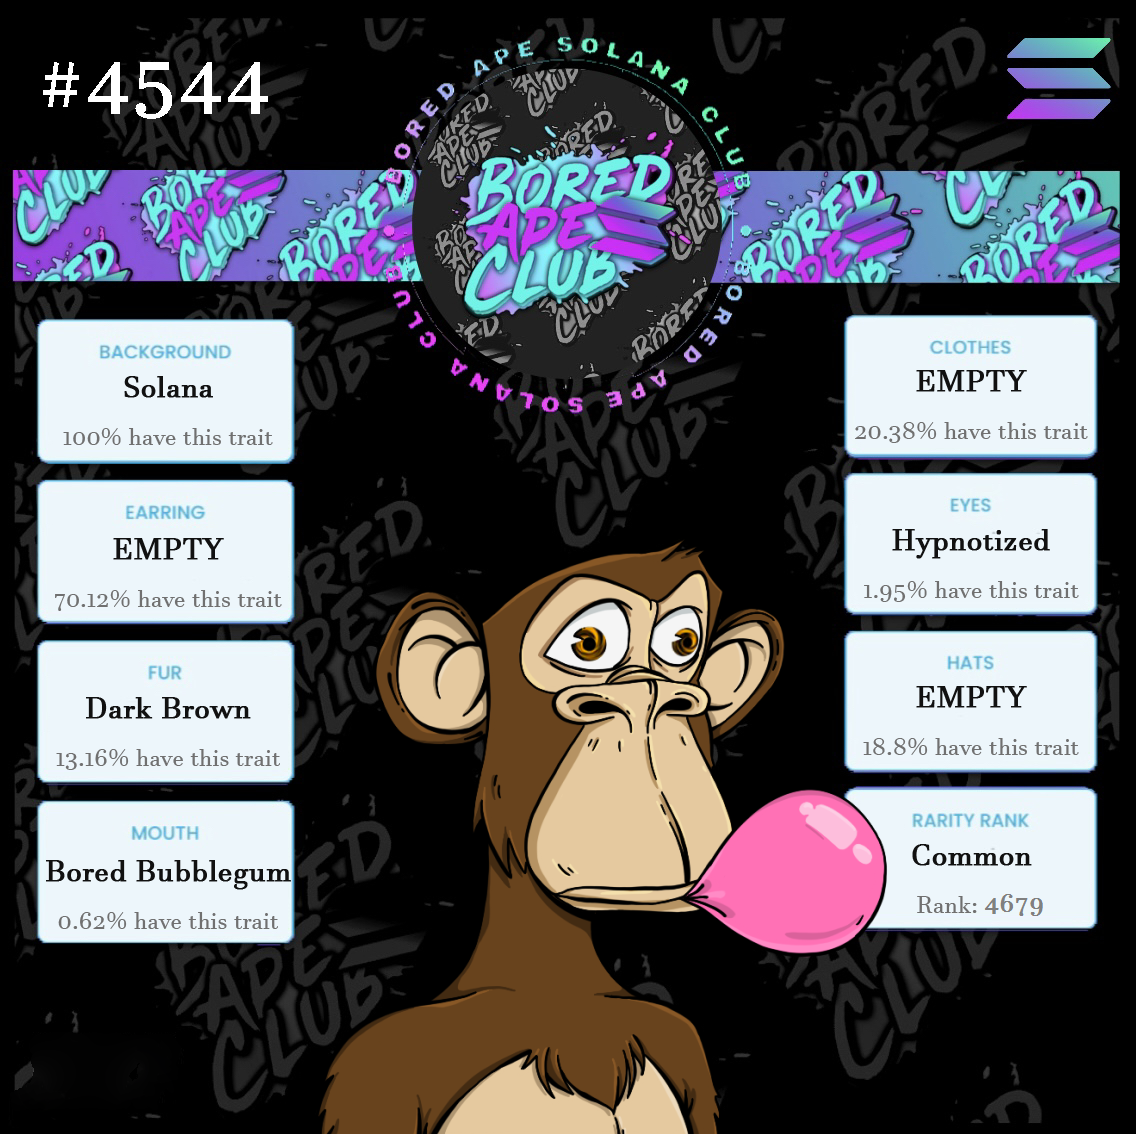 #4544
BORED APE SOLANA CLUB
BORED APE SOLANA CLUB
BORED
APE
CLUB
BACKGROUND
Solana
100% have this trait
EARRING
EMPTY
70.12% have this trait
FUR
Dark Brown
13.16% have this trait
MOUTH
Bored Bubblegum
0.62% have this trait
CLOTHES
EMPTY
20.38% have this trait
EYES
Hypnotized
1.95% have this trait
HATS
EMPTY
18.8% have this trait
RARITY RANK
Common
Rank: 4679